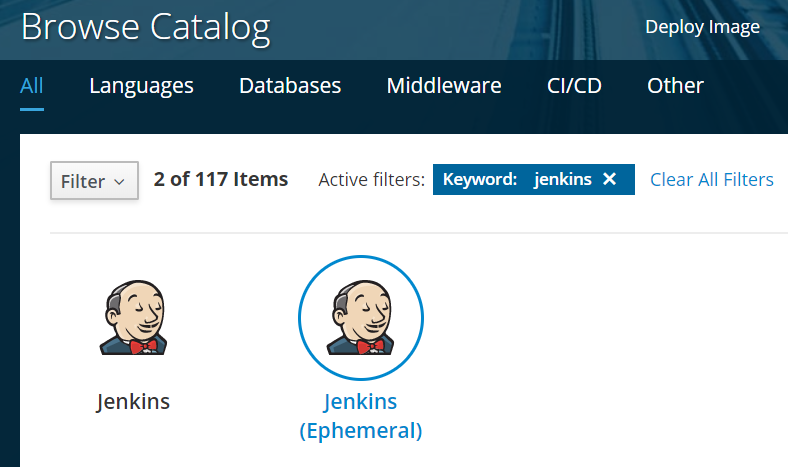 Browse Catalog
Deploy Image
All Languages Databases Middleware CI/CD Other
Filter 2 of 117 Items Active filters: Keyword: jenkins ✕ Clear All Filters
Jenkins
Jenkins
(Ephemeral)